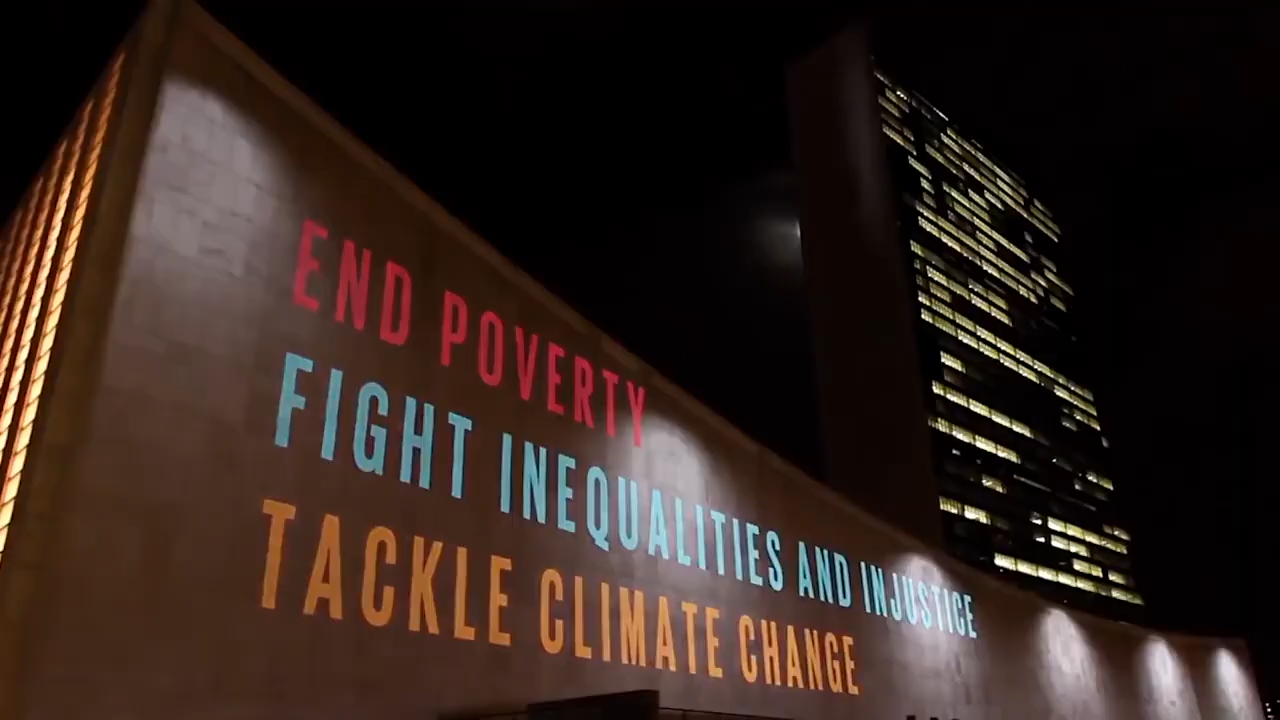 END POVERTY
FIGHT INEQUALITIES AND INJUSTICE
TACKLE CLIMATE CHANGE